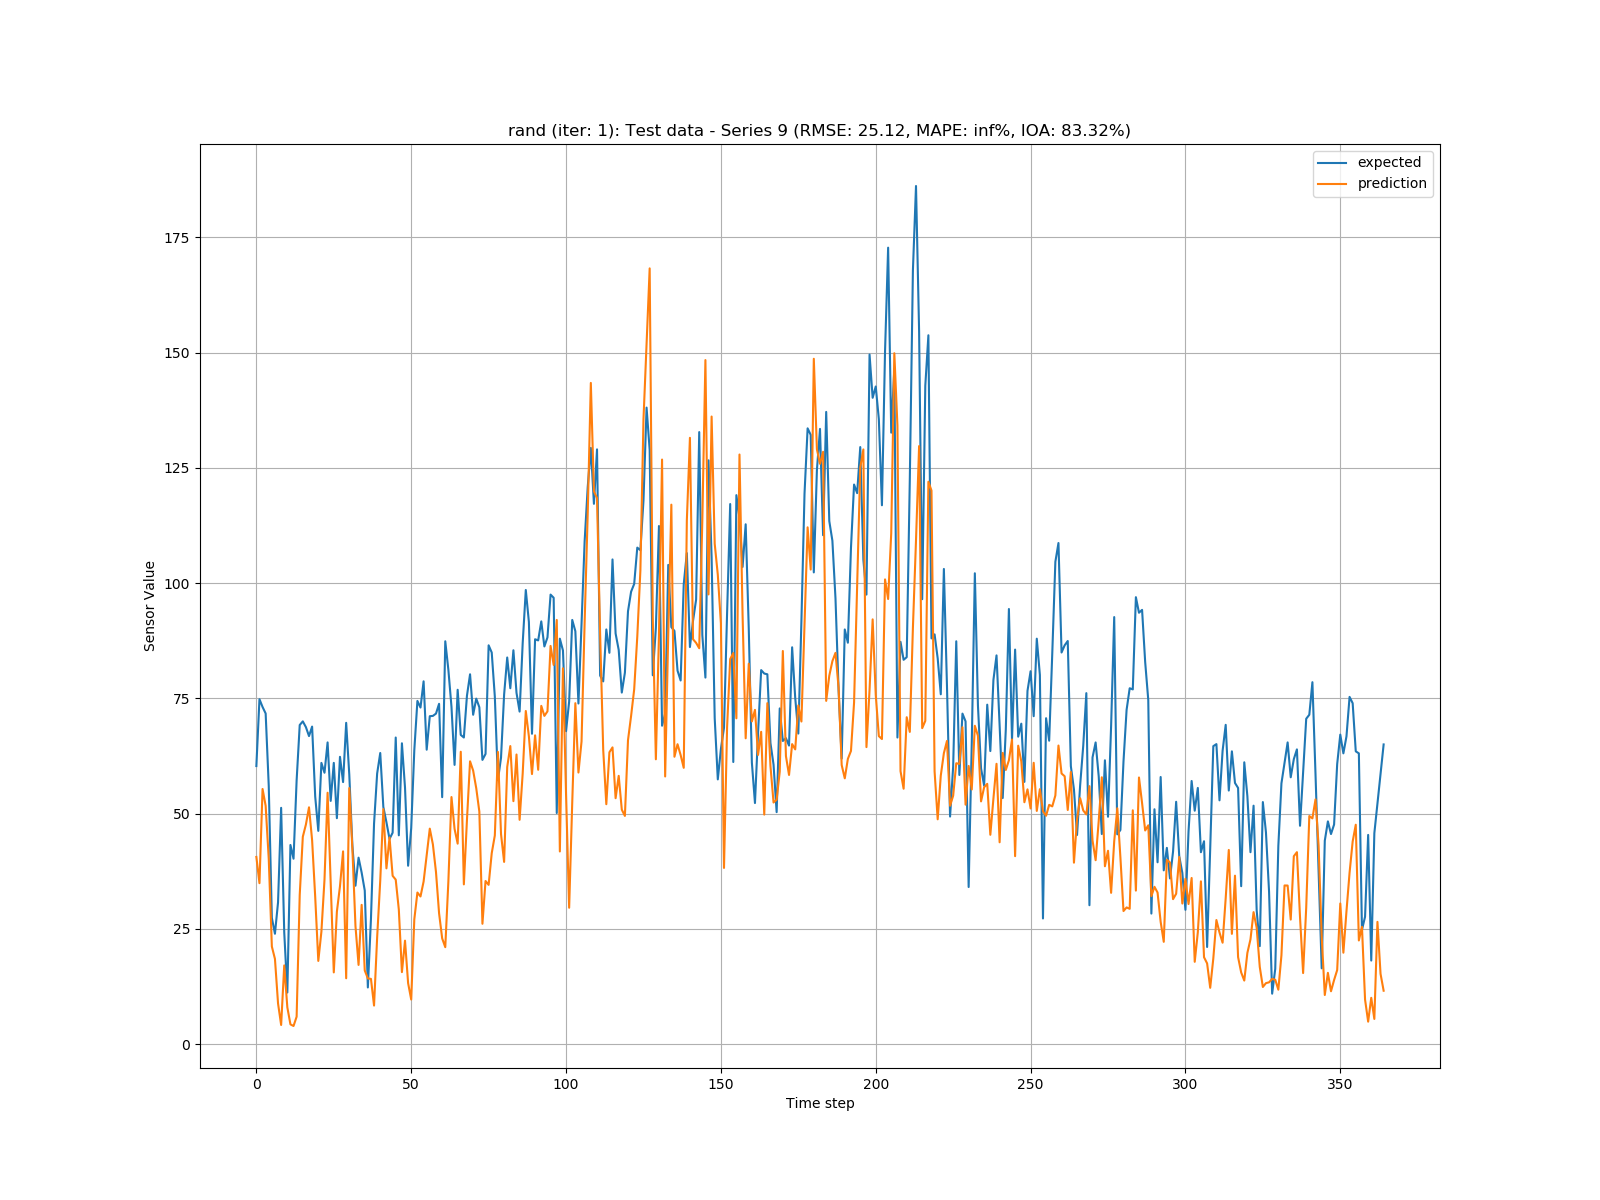 rand (iter: 1): Test data - Series 9 (RMSE: 25.12, MAPE: inf%, IOA: 83.32%)
expected
prediction
175
150
125
100
75
50
25
0
Sensor Value
0 50 100 150 200 250 300 350
Time step